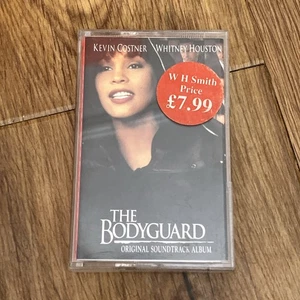 KEVIN COSTNER WHITNEY HOUSTON
W H Smith
Price
£7.99
THE
BODYGUARD
ORIGINAL SOUNDTRACK ALBUM